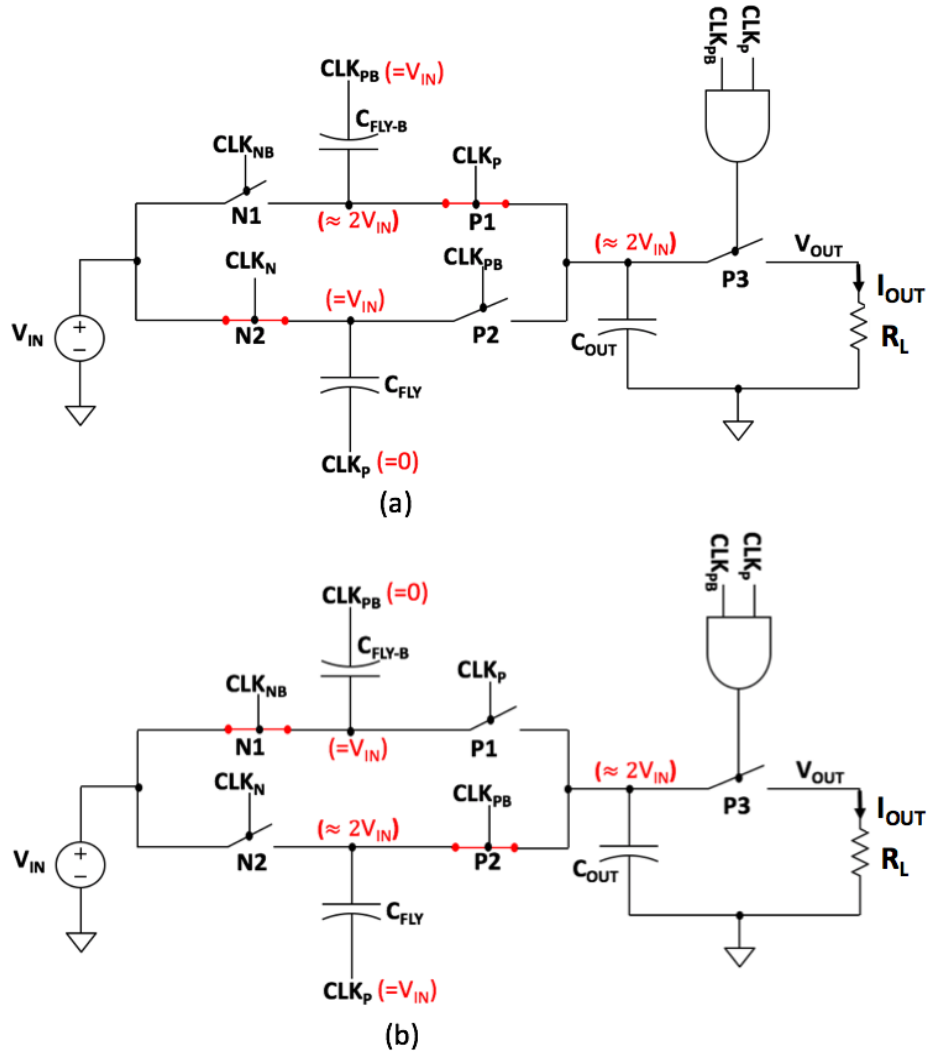 CLKPB CLKP
CLKPB (=VIN)
CFLY-B
CLKNB
CLKP
N1
(≈ 2VIN)
P1
CLKN
CLKPB
(≈ 2VIN)
VOUT
(=VIN)
P3
IOUT
VIN
+
−
N2
P2
COUT
RL
CFLY
CLKP (=0)
(a)
CLKPB CLKP
CLKPB (=0)
CFLY-B
CLKNB
CLKP
N1
(=VIN)
P1
CLKN
CLKPB
(≈ 2VIN)
VOUT
(≈ 2VIN)
P3
IOUT
VIN
+
−
N2
P2
COUT
RL
CFLY
CLKP (=VIN)
(b)